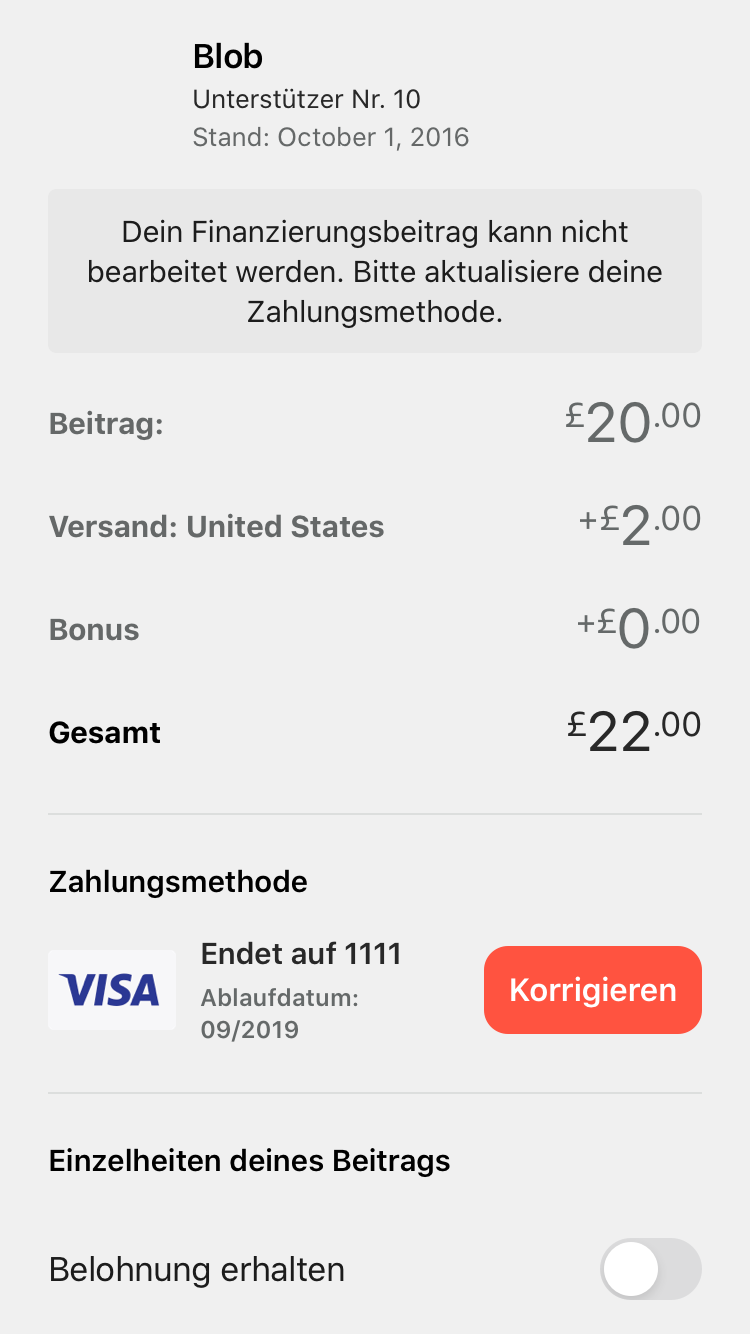 Blob
Unterstützer Nr. 10
Stand: October 1, 2016
Dein Finanzierungsbeitrag kann nicht
bearbeitet werden. Bitte aktualisiere deine
Zahlungsmethode.
Beitrag: £20.00
Versand: United States +£2.00
Bonus +£0.00
Gesamt £22.00
Zahlungsmethode
VISA
Endet auf 1111
Ablaufdatum:
09/2019
Korrigieren
Einzelheiten deines Beitrags
Belohnung erhalten